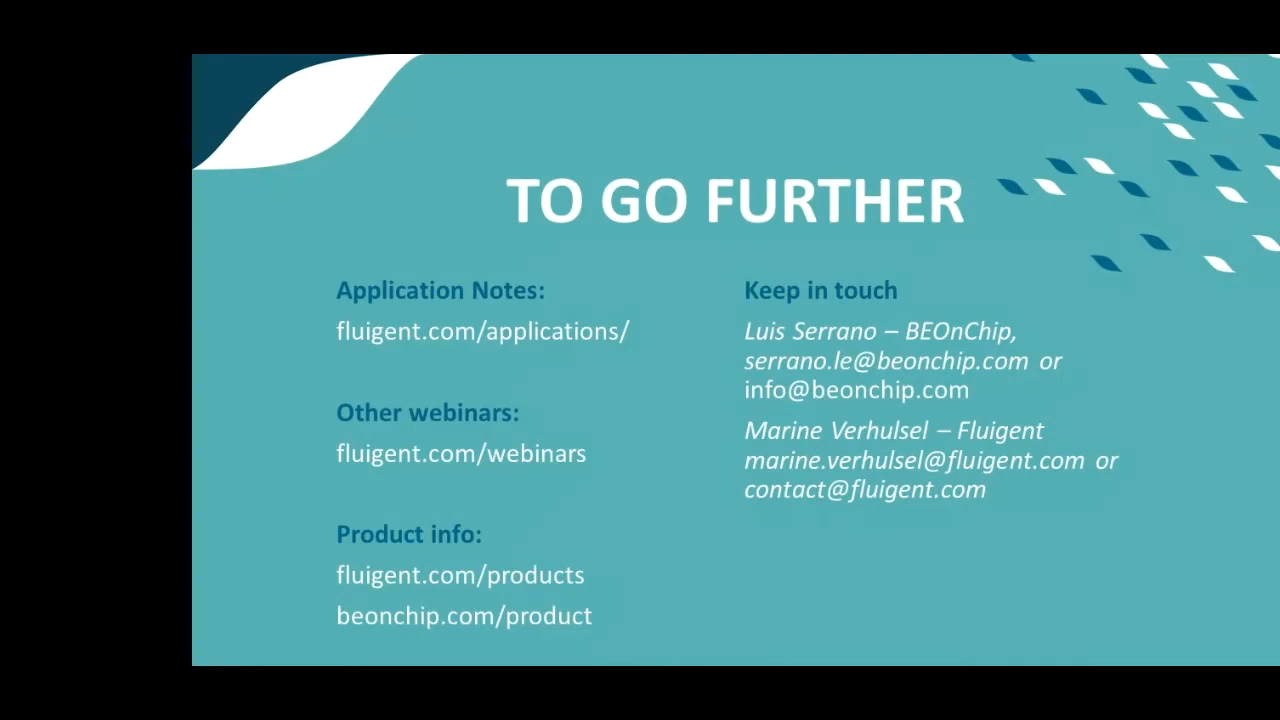 TO GO FURTHER
Application Notes:
fluigent.com/applications/
Other webinars:
fluigent.com/webinars
Product info:
fluigent.com/products
beonchip.com/product
Keep in touch
Luis Serrano – BEOnChip,
serrano.le@beonchip.com or
info@beonchip.com
Marine Verhulsel – Fluigent
marine.verhulsel@fluigent.com or
contact@fluigent.com